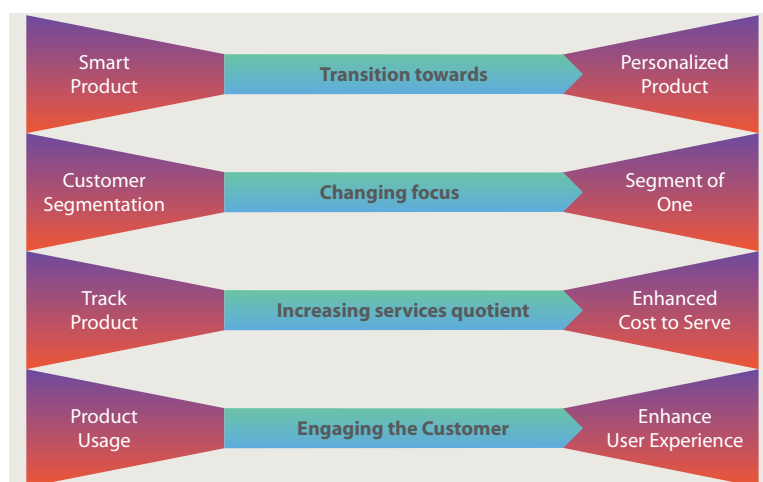 Smart
Product
Transition towards
Personalized
Product
Customer
Segmentation
Changing focus
Segment of
One
Track
Product
Increasing services quotient
Enhanced
Cost to Serve
Product
Usage
Engaging the Customer
Enhance
User Experience